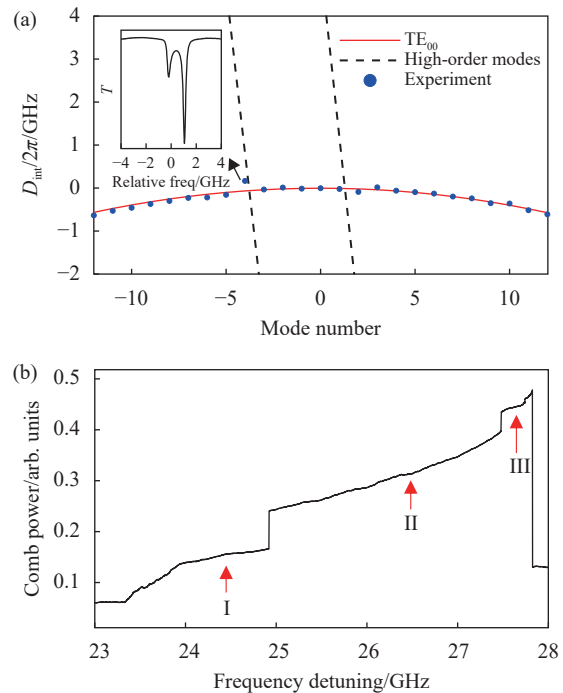 (a)
4
3
2
1
0
−1
−2
D_int/2π/GHz
TE₀₀
High-order modes
Experiment
T
−4 −2 0 2 4
Relative freq/GHz
−10 −5 0 5 10
Mode number
(b)
0.5
0.4
0.3
0.2
0.1
Comb power/arb. units
I
II
III
23 24 25 26 27 28
Frequency detuning/GHz